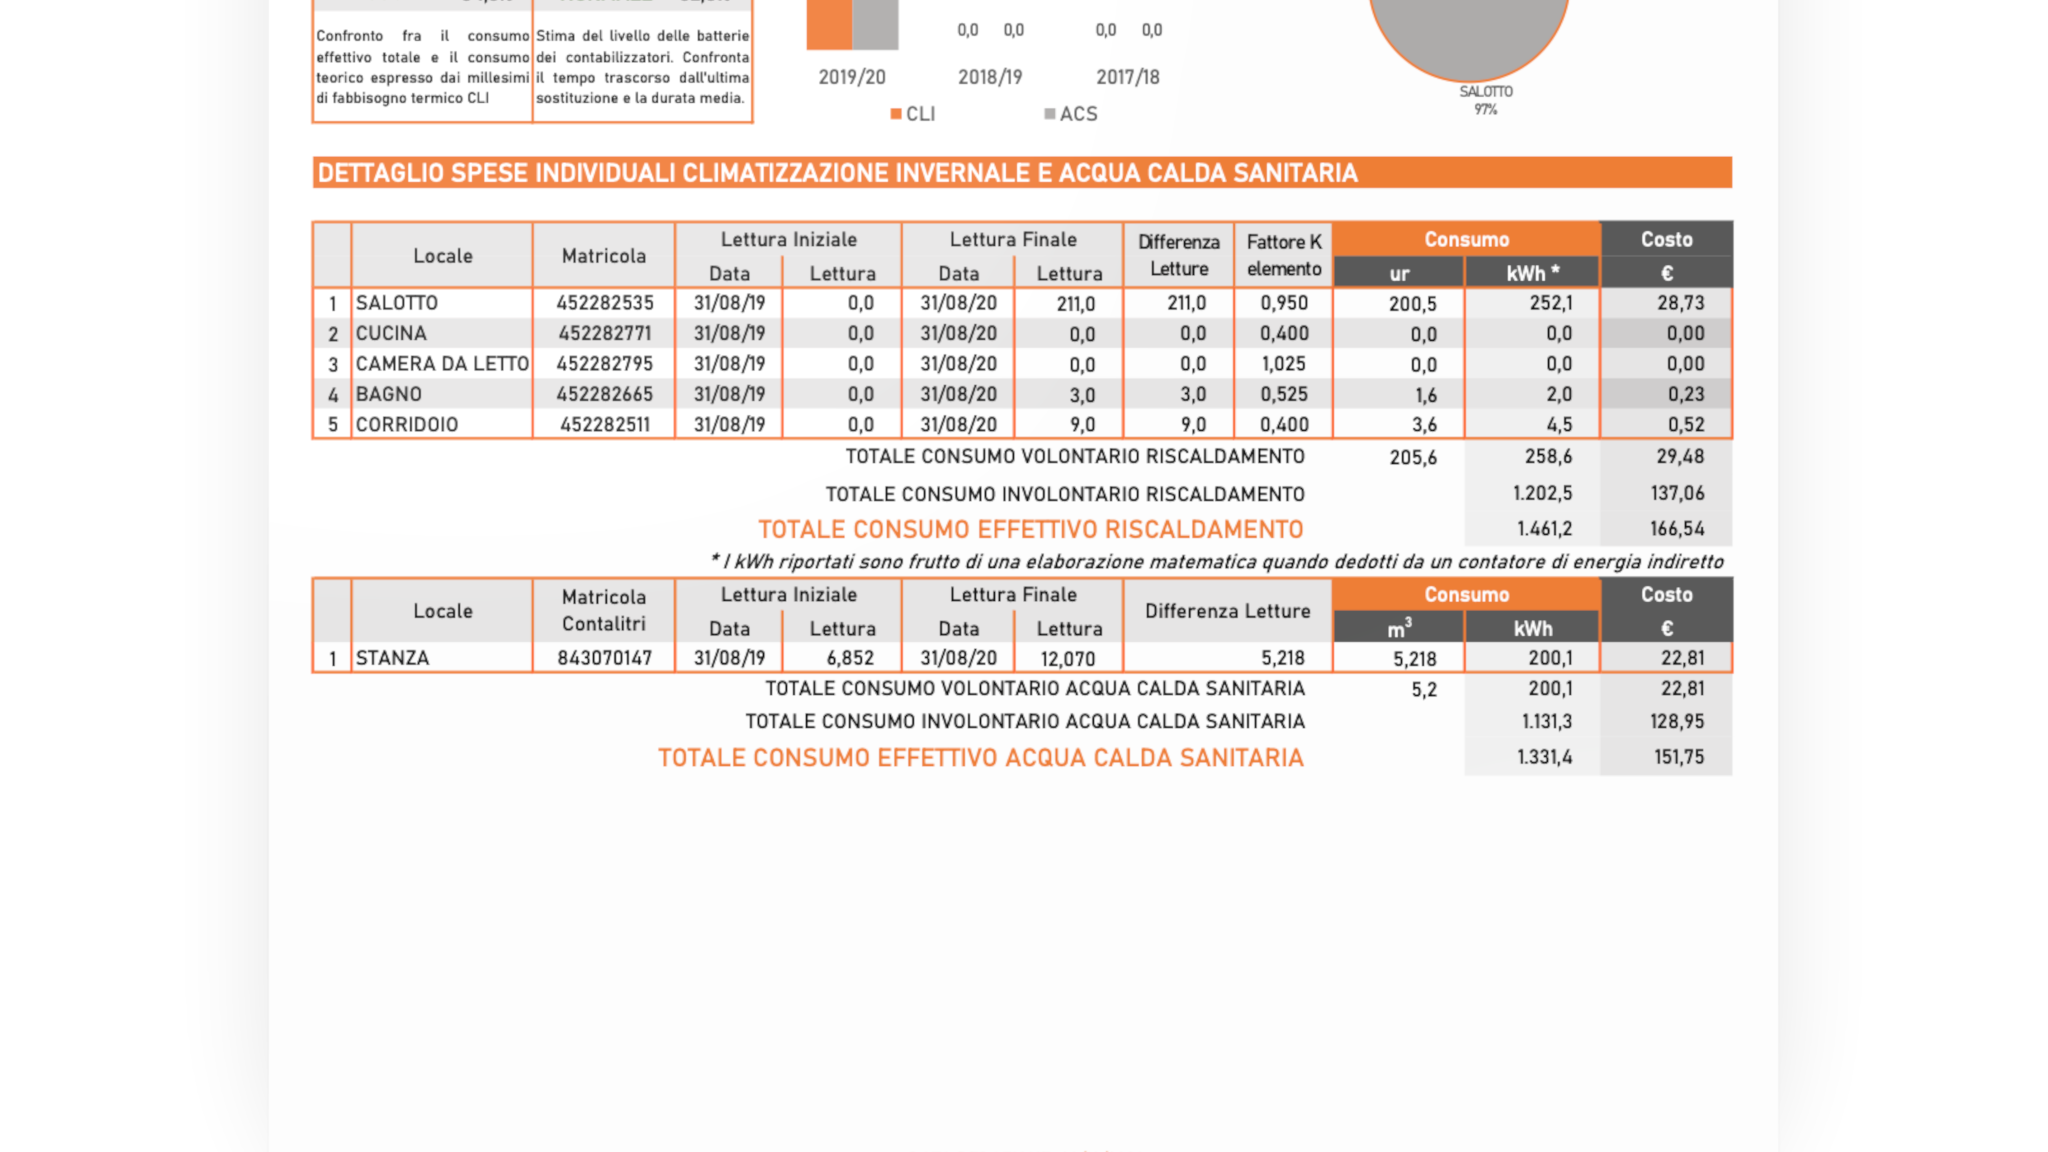 Confronto fra il consumo
effettivo totale e il consumo
teorico espresso dai millesimi
di fabbisogno termico CLI
Stima del livello delle batterie
dei contabilizzatori. Confronta
il tempo trascorso dall'ultima
sostituzione e la durata media.
0,0 0,0 0,0 0,0
2019/20 2018/19 2017/18
CLI ACS
SALOTTO
97%
DETTAGLIO SPESE INDIVIDUALI CLIMATIZZAZIONE INVERNALE E ACQUA CALDA SANITARIA
Locale Matricola Lettura Iniziale Lettura Finale Differenza Letture Fattore K elemento Consumo Costo
Data Lettura Data Lettura ur kWh * €
1 SALOTTO 452282535 31/08/19 0,0 31/08/20 211,0 211,0 0,950 200,5 252,1 28,73
2 CUCINA 452282771 31/08/19 0,0 31/08/20 0,0 0,0 0,400 0,0 0,0 0,00
3 CAMERA DA LETTO 452282795 31/08/19 0,0 31/08/20 0,0 0,0 1,025 0,0 0,0 0,00
4 BAGNO 452282665 31/08/19 0,0 31/08/20 3,0 3,0 0,525 1,6 2,0 0,23
5 CORRIDOIO 452282511 31/08/19 0,0 31/08/20 9,0 9,0 0,400 3,6 4,5 0,52
TOTALE CONSUMO VOLONTARIO RISCALDAMENTO 205,6 258,6 29,48
TOTALE CONSUMO INVOLONTARIO RISCALDAMENTO 1.202,5 137,06
TOTALE CONSUMO EFFETTIVO RISCALDAMENTO 1.461,2 166,54
* I kWh riportati sono frutto di una elaborazione matematica quando dedotti da un contatore di energia indiretto
Locale Matricola Contalitri Lettura Iniziale Lettura Finale Differenza Letture Consumo Costo
Data Lettura Data Lettura m³ kWh €
1 STANZA 843070147 31/08/19 6,852 31/08/20 12,070 5,218 5,218 200,1 22,81
TOTALE CONSUMO VOLONTARIO ACQUA CALDA SANITARIA 5,2 200,1 22,81
TOTALE CONSUMO INVOLONTARIO ACQUA CALDA SANITARIA 1.131,3 128,95
TOTALE CONSUMO EFFETTIVO ACQUA CALDA SANITARIA 1.331,4 151,75